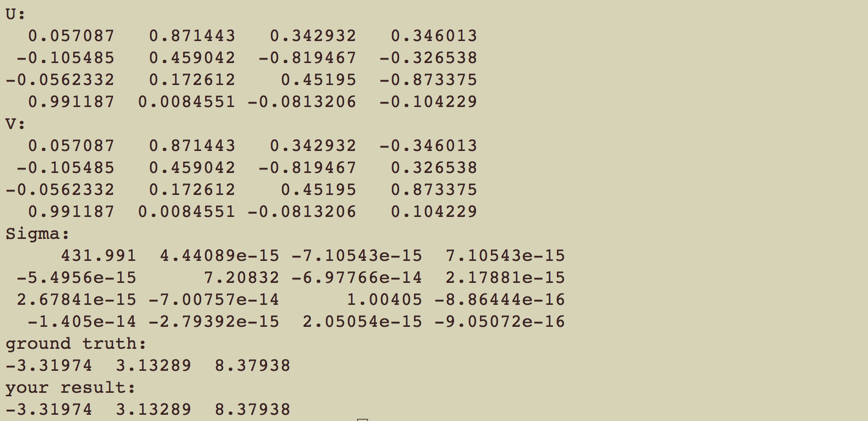 U:
0.057087 0.871443 0.342932 0.346013
-0.105485 0.459042 -0.819467 -0.326538
-0.0562332 0.172612 0.45195 -0.873375
0.991187 0.0084551 -0.0813206 -0.104229
V:
0.057087 0.871443 0.342932 -0.346013
-0.105485 0.459042 -0.819467 0.326538
-0.0562332 0.172612 0.45195 0.873375
0.991187 0.0084551 -0.0813206 0.104229
Sigma:
431.991 4.44089e-15 -7.10543e-15 7.10543e-15
-5.4956e-15 7.20832 -6.97766e-14 2.17881e-15
2.67841e-15 -7.00757e-14 1.00405 -8.86444e-16
-1.405e-14 -2.79392e-15 2.05054e-15 -9.05072e-16
ground truth:
-3.31974 3.13289 8.37938
your result:
-3.31974 3.13289 8.37938